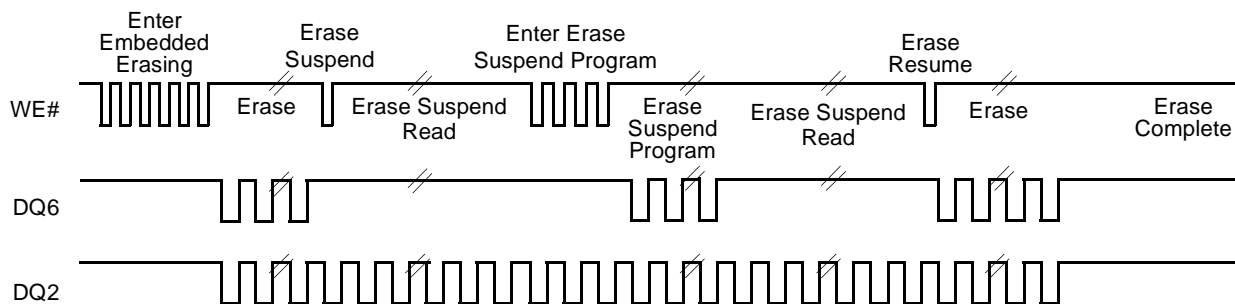 Enter
Embedded
Erasing
Erase
Suspend
Enter Erase
Suspend Program
Erase
Resume
WE#
Erase
Erase Suspend
Read
Erase
Suspend
Program
Erase Suspend
Read
Erase
Erase
Complete
DQ6
DQ2